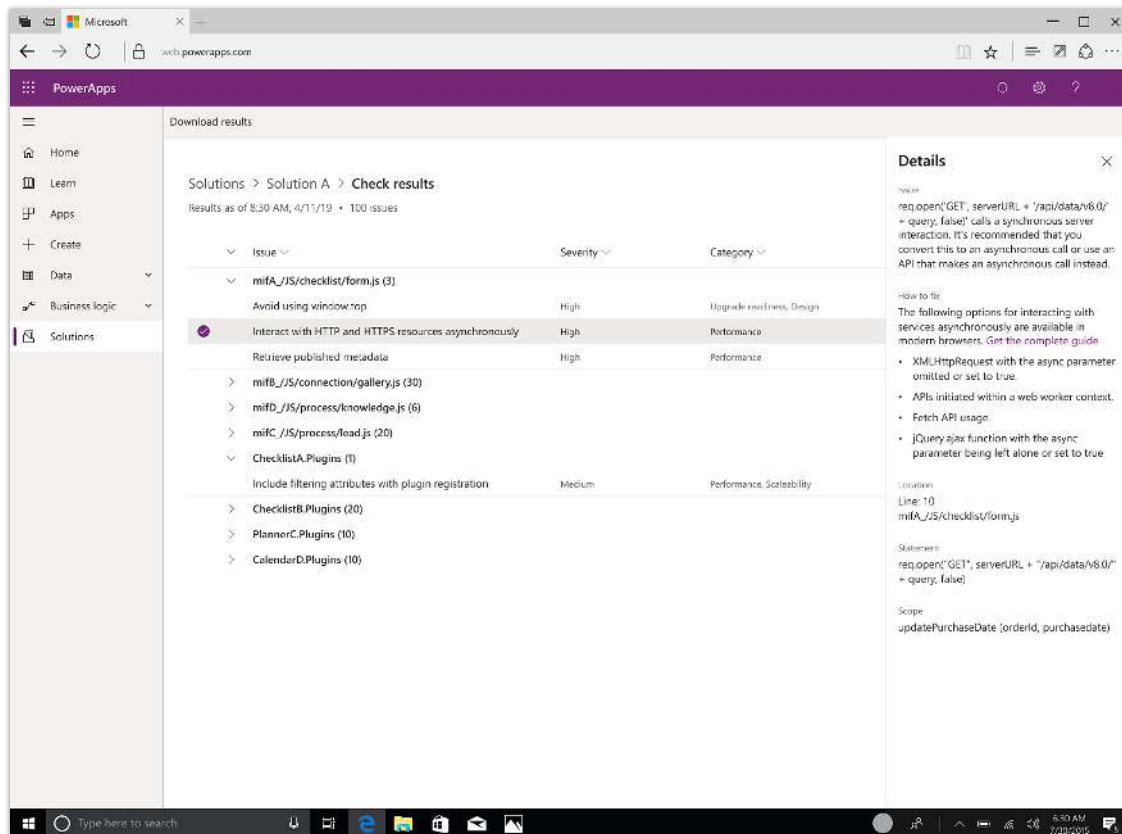 Microsoft
web.powerapps.com
PowerApps
Download results
Home
Learn
Apps
Create
Data
Business logic
Solutions
Solutions > Solution A > Check results
Results as of 8:30 AM, 4/11/19 • 100 issues
Issue Severity Category
mifA_/JS/checklist/form.js (3)
Avoid using window.top High Upgrade readiness, Design
Interact with HTTP and HTTPS resources asynchronously High Performance
Retrieve published metadata High Performance
mifB_/JS/connection/gallery.js (30)
mifD_/JS/process/knowledge.js (6)
mifC_/JS/process/lead.js (20)
ChecklistA.Plugins (1)
Include filtering attributes with plugin registration Medium Performance, Scaleability
ChecklistB.Plugins (20)
PlannerC.Plugins (10)
CalendarD.Plugins (10)
Details
Issue
req.open('GET', serverURL + '/api/data/v8.0/'
+ query, false)' calls a synchronous server
interaction. It's recommended that you
convert this to an asynchronous call or use an
API that makes an asynchronous call instead.
How to fix
The following options for interacting with
services asynchronously are available in
modern browsers. Get the complete guide
• XMLHttpRequest with the async parameter
omitted or set to true.
• APIs initiated within a web worker context.
• Fetch API usage.
• jQuery.ajax function with the async
parameter being left alone or set to true
Location
Line: 10
mifA_/JS/checklist/form.js
Statement
req.open("GET", serverURL + "/api/data/v8.0/"
+ query, false)
Scope
updatePurchaseDate (orderId, purchasedate)
Type here to search
6:30 AM
7/30/2015